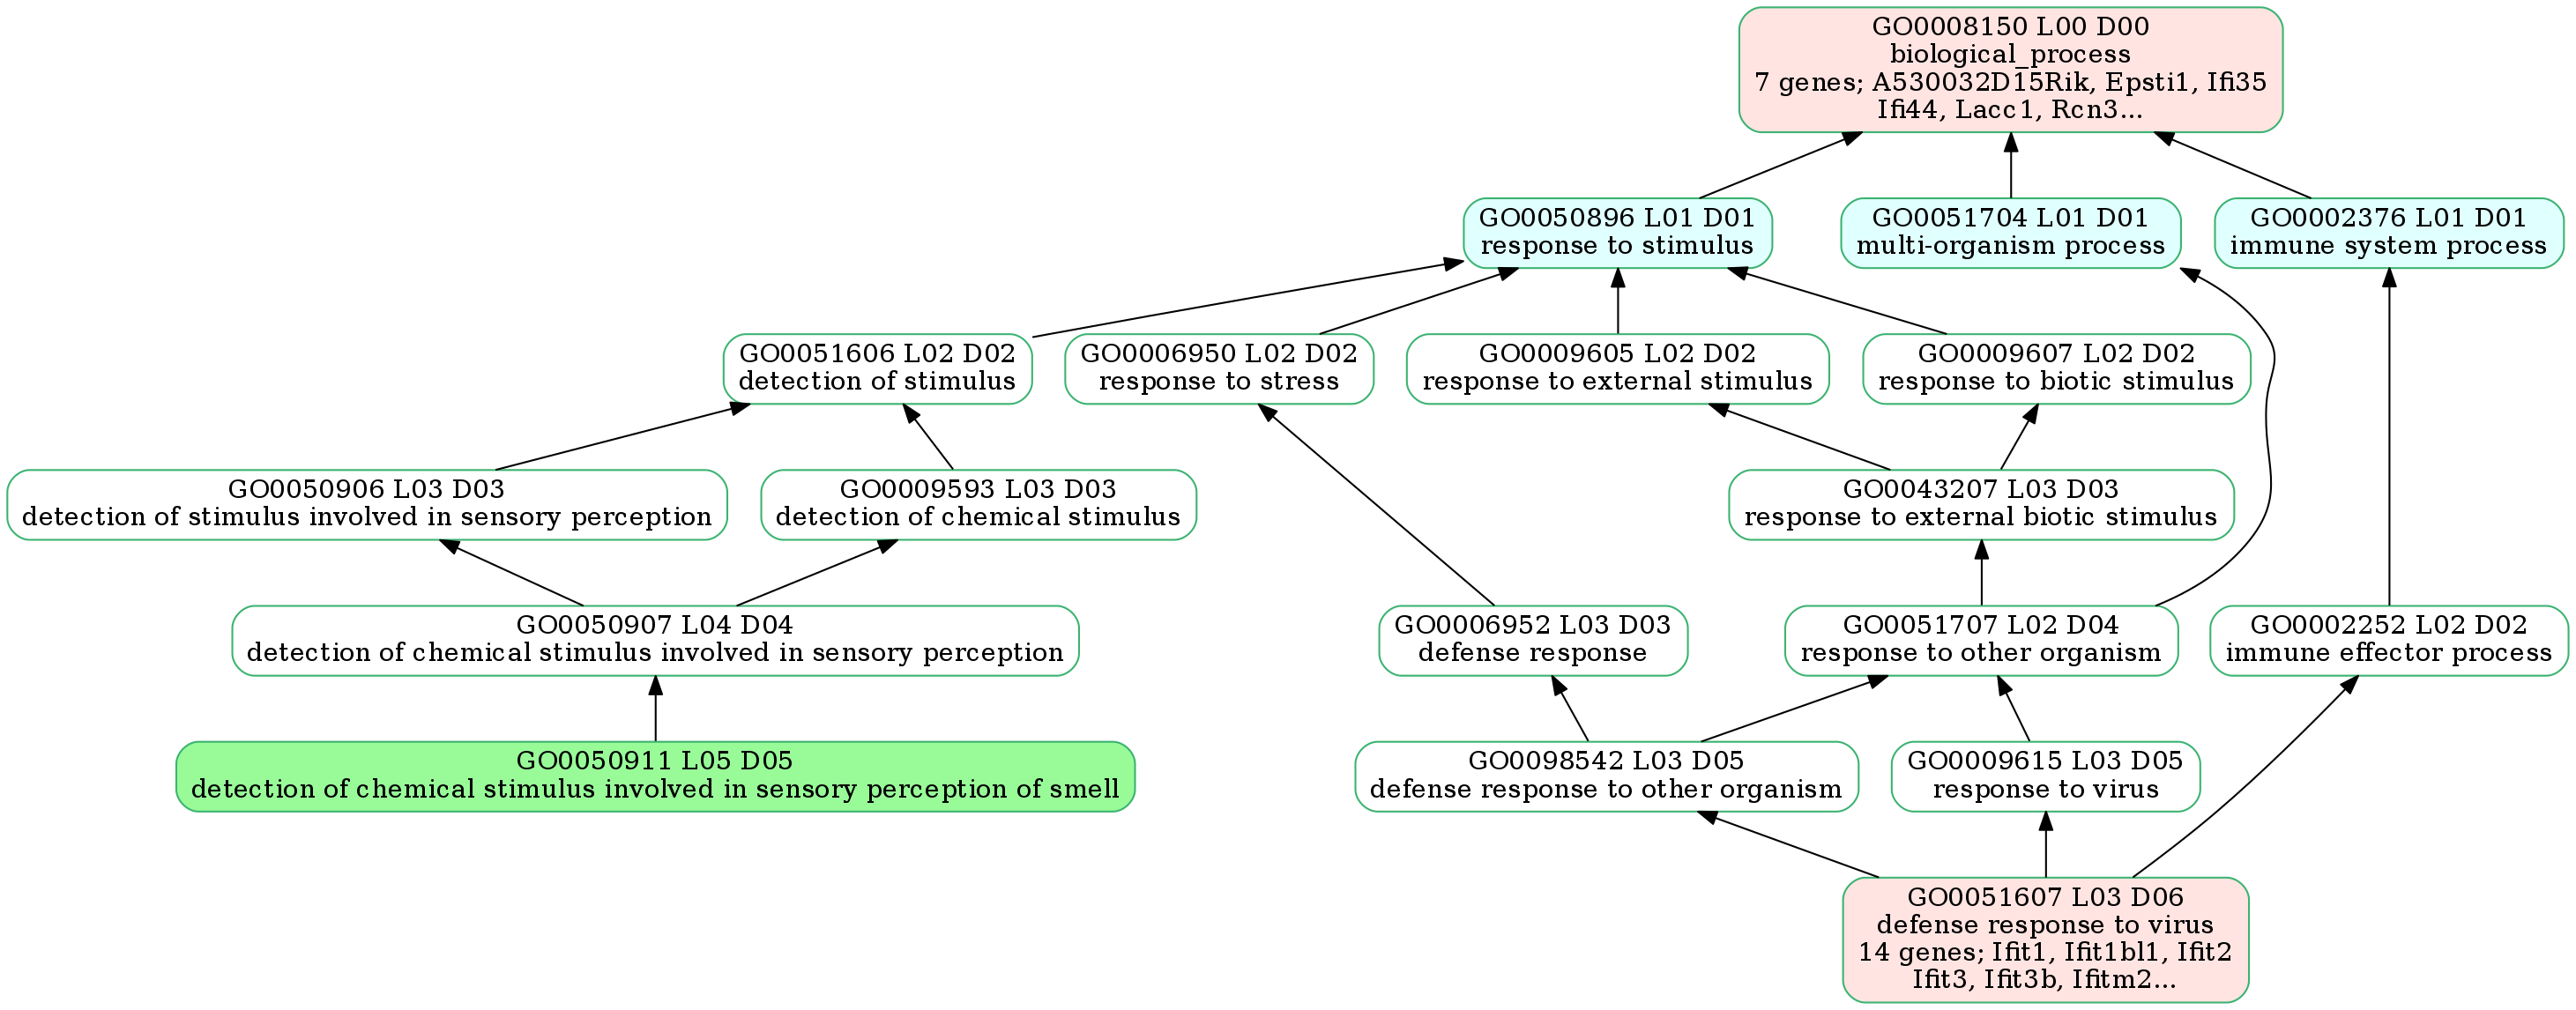 GO0008150 L00 D00
biological_process
7 genes; A530032D15Rik, Epsti1, Ifi35
Ifi44, Lacc1, Rcn3...
GO0050896 L01 D01
response to stimulus
GO0051704 L01 D01
multi-organism process
GO0002376 L01 D01
immune system process
GO0051606 L02 D02
detection of stimulus
GO0006950 L02 D02
response to stress
GO0009605 L02 D02
response to external stimulus
GO0009607 L02 D02
response to biotic stimulus
GO0050906 L03 D03
detection of stimulus involved in sensory perception
GO0009593 L03 D03
detection of chemical stimulus
GO0043207 L03 D03
response to external biotic stimulus
GO0050907 L04 D04
detection of chemical stimulus involved in sensory perception
GO0006952 L03 D03
defense response
GO0051707 L02 D04
response to other organism
GO0002252 L02 D02
immune effector process
GO0050911 L05 D05
detection of chemical stimulus involved in sensory perception of smell
GO0098542 L03 D05
defense response to other organism
GO0009615 L03 D05
response to virus
GO0051607 L03 D06
defense response to virus
14 genes; Ifit1, Ifit1bl1, Ifit2
Ifit3, Ifit3b, Ifitm2...